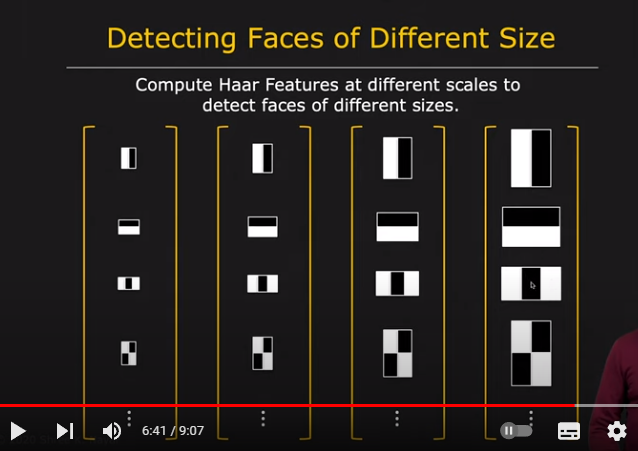 Detecting Faces of Different Size
Compute Haar Features at different scales to
detect faces of different sizes.
6:41 / 9:07